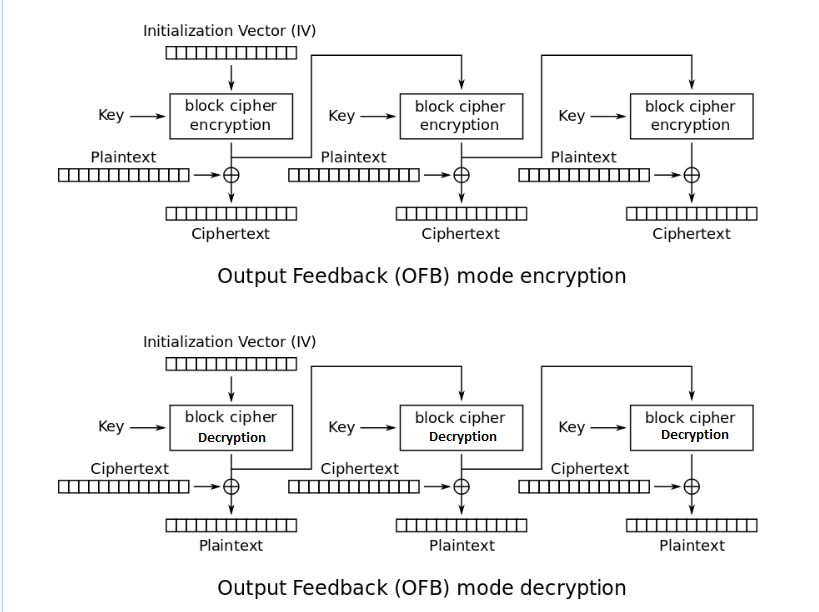 Initialization Vector (IV)
Key
block cipher
encryption
Key
block cipher
encryption
Key
block cipher
encryption
Plaintext
Plaintext
Plaintext
Ciphertext
Ciphertext
Ciphertext
Output Feedback (OFB) mode encryption
Initialization Vector (IV)
Key
block cipher
Decryption
Key
block cipher
Decryption
Key
block cipher
Decryption
Ciphertext
Ciphertext
Ciphertext
Plaintext
Plaintext
Plaintext
Output Feedback (OFB) mode decryption